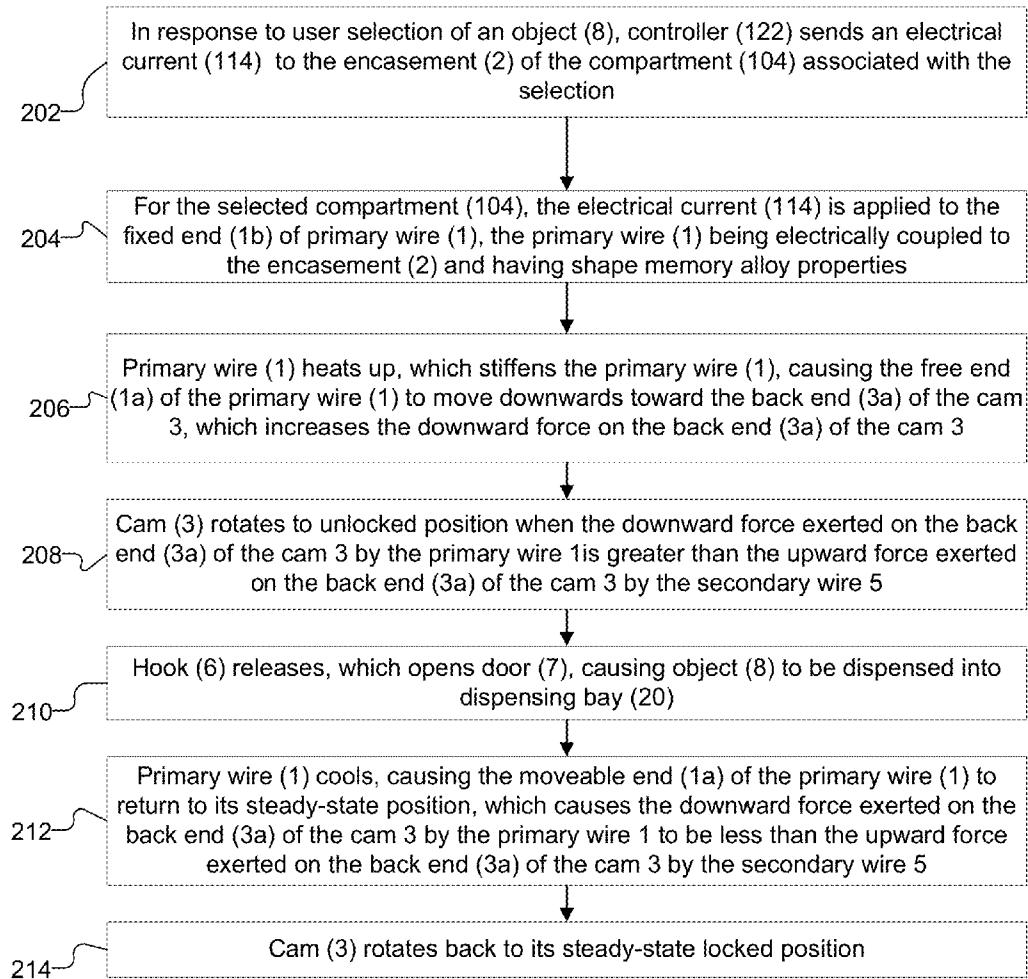 In response to user selection of an object (8), controller (122) sends an electrical
current (114)  to the encasement (2) of the compartment (104) associated with the
selection
202
For the selected compartment (104), the electrical current (114) is applied to the
fixed end (1b) of primary wire (1), the primary wire (1) being electrically coupled to
the encasement (2) and having shape memory alloy properties
204
Primary wire (1) heats up, which stiffens the primary wire (1), causing the free end
(1a) of the primary wire (1) to move downwards toward the back end (3a) of the cam
3, which increases the downward force on the back end (3a) of the cam 3
206
Cam (3) rotates to unlocked position when the downward force exerted on the back
end (3a) of the cam 3 by the primary wire 1is greater than the upward force exerted
on the back end (3a) of the cam 3 by the secondary wire 5
208
Hook (6) releases, which opens door (7), causing object (8) to be dispensed into
dispensing bay (20)
210
Primary wire (1) cools, causing the moveable end (1a) of the primary wire (1) to
return to its steady-state position, which causes the downward force exerted on the
back end (3a) of the cam 3 by the primary wire 1 to be less than the upward force
exerted on the back end (3a) of the cam 3 by the secondary wire 5
212
Cam (3) rotates back to its steady-state locked position
214